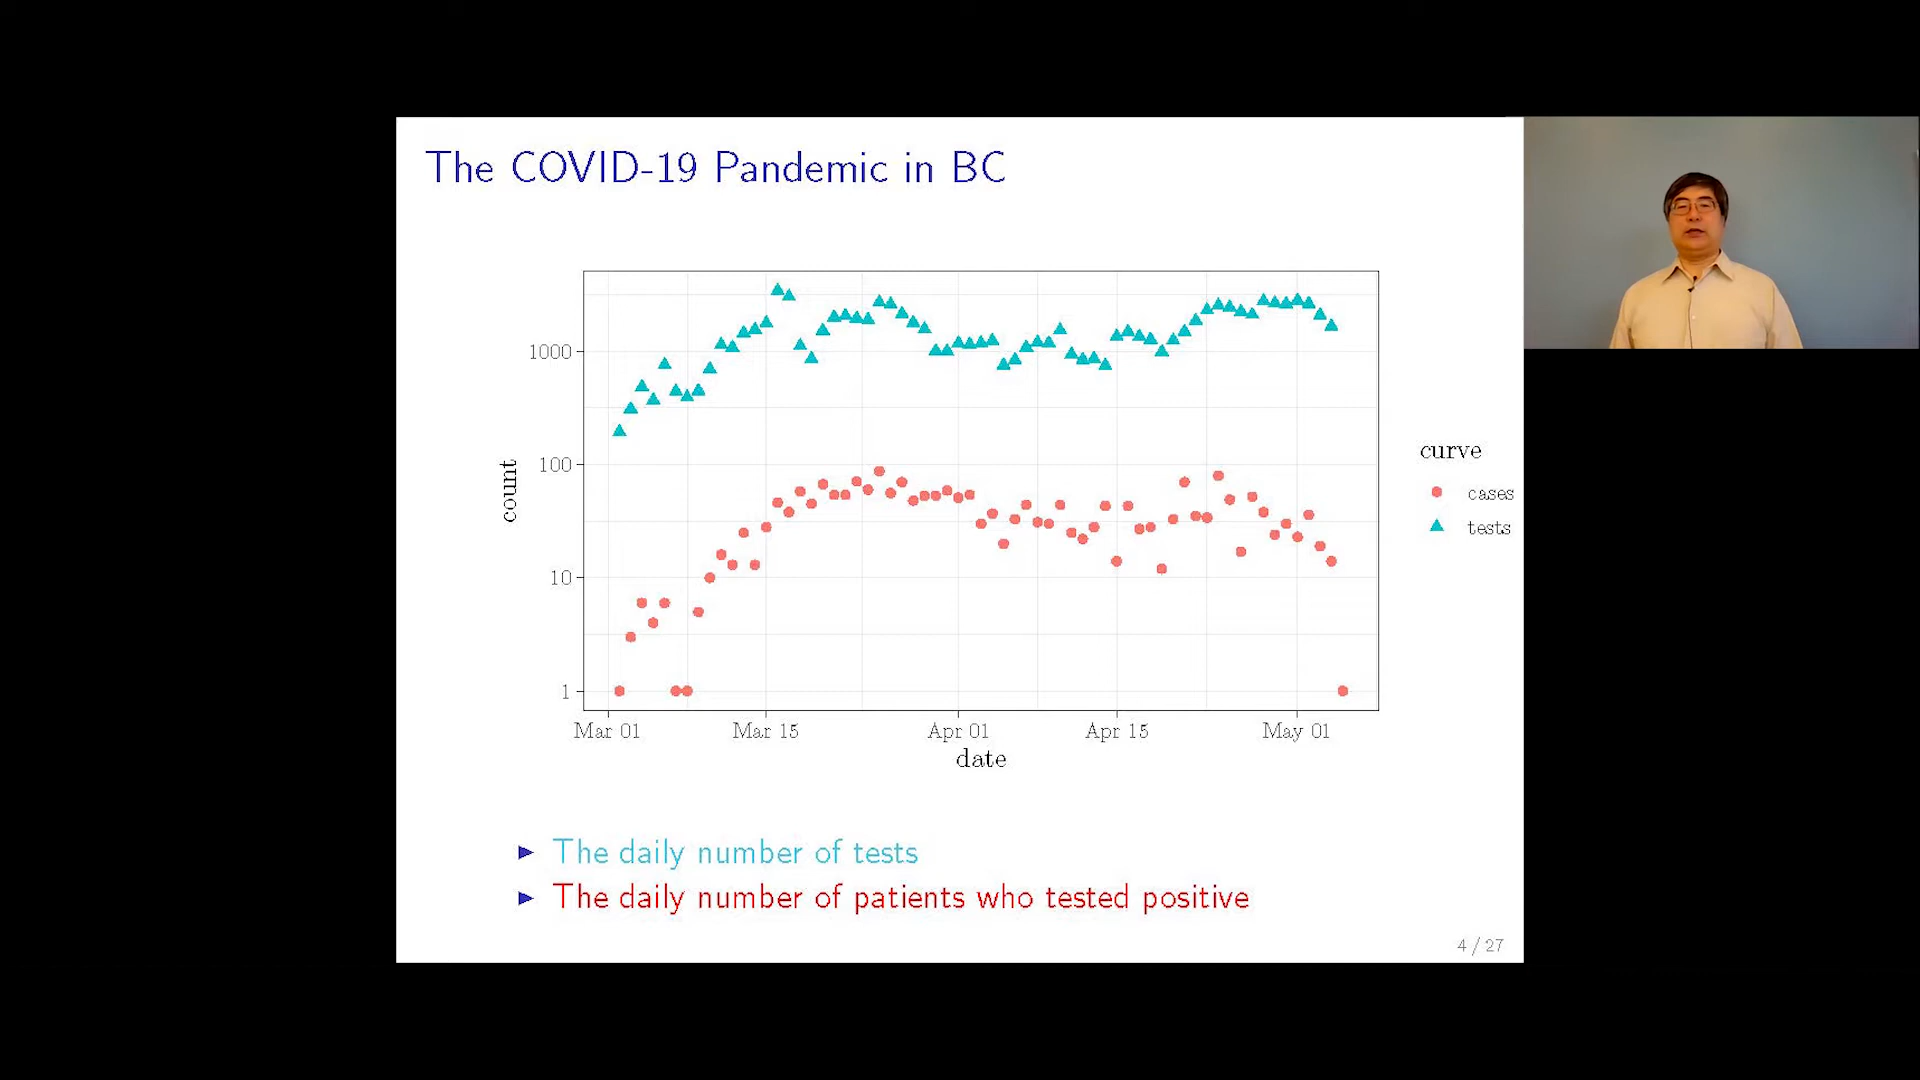 The COVID-19 Pandemic in BC
1000
100
10
1
count
Mar 01 Mar 15 Apr 01 Apr 15 May 01
date
curve
cases
tests
The daily number of tests
The daily number of patients who tested positive
4 / 27